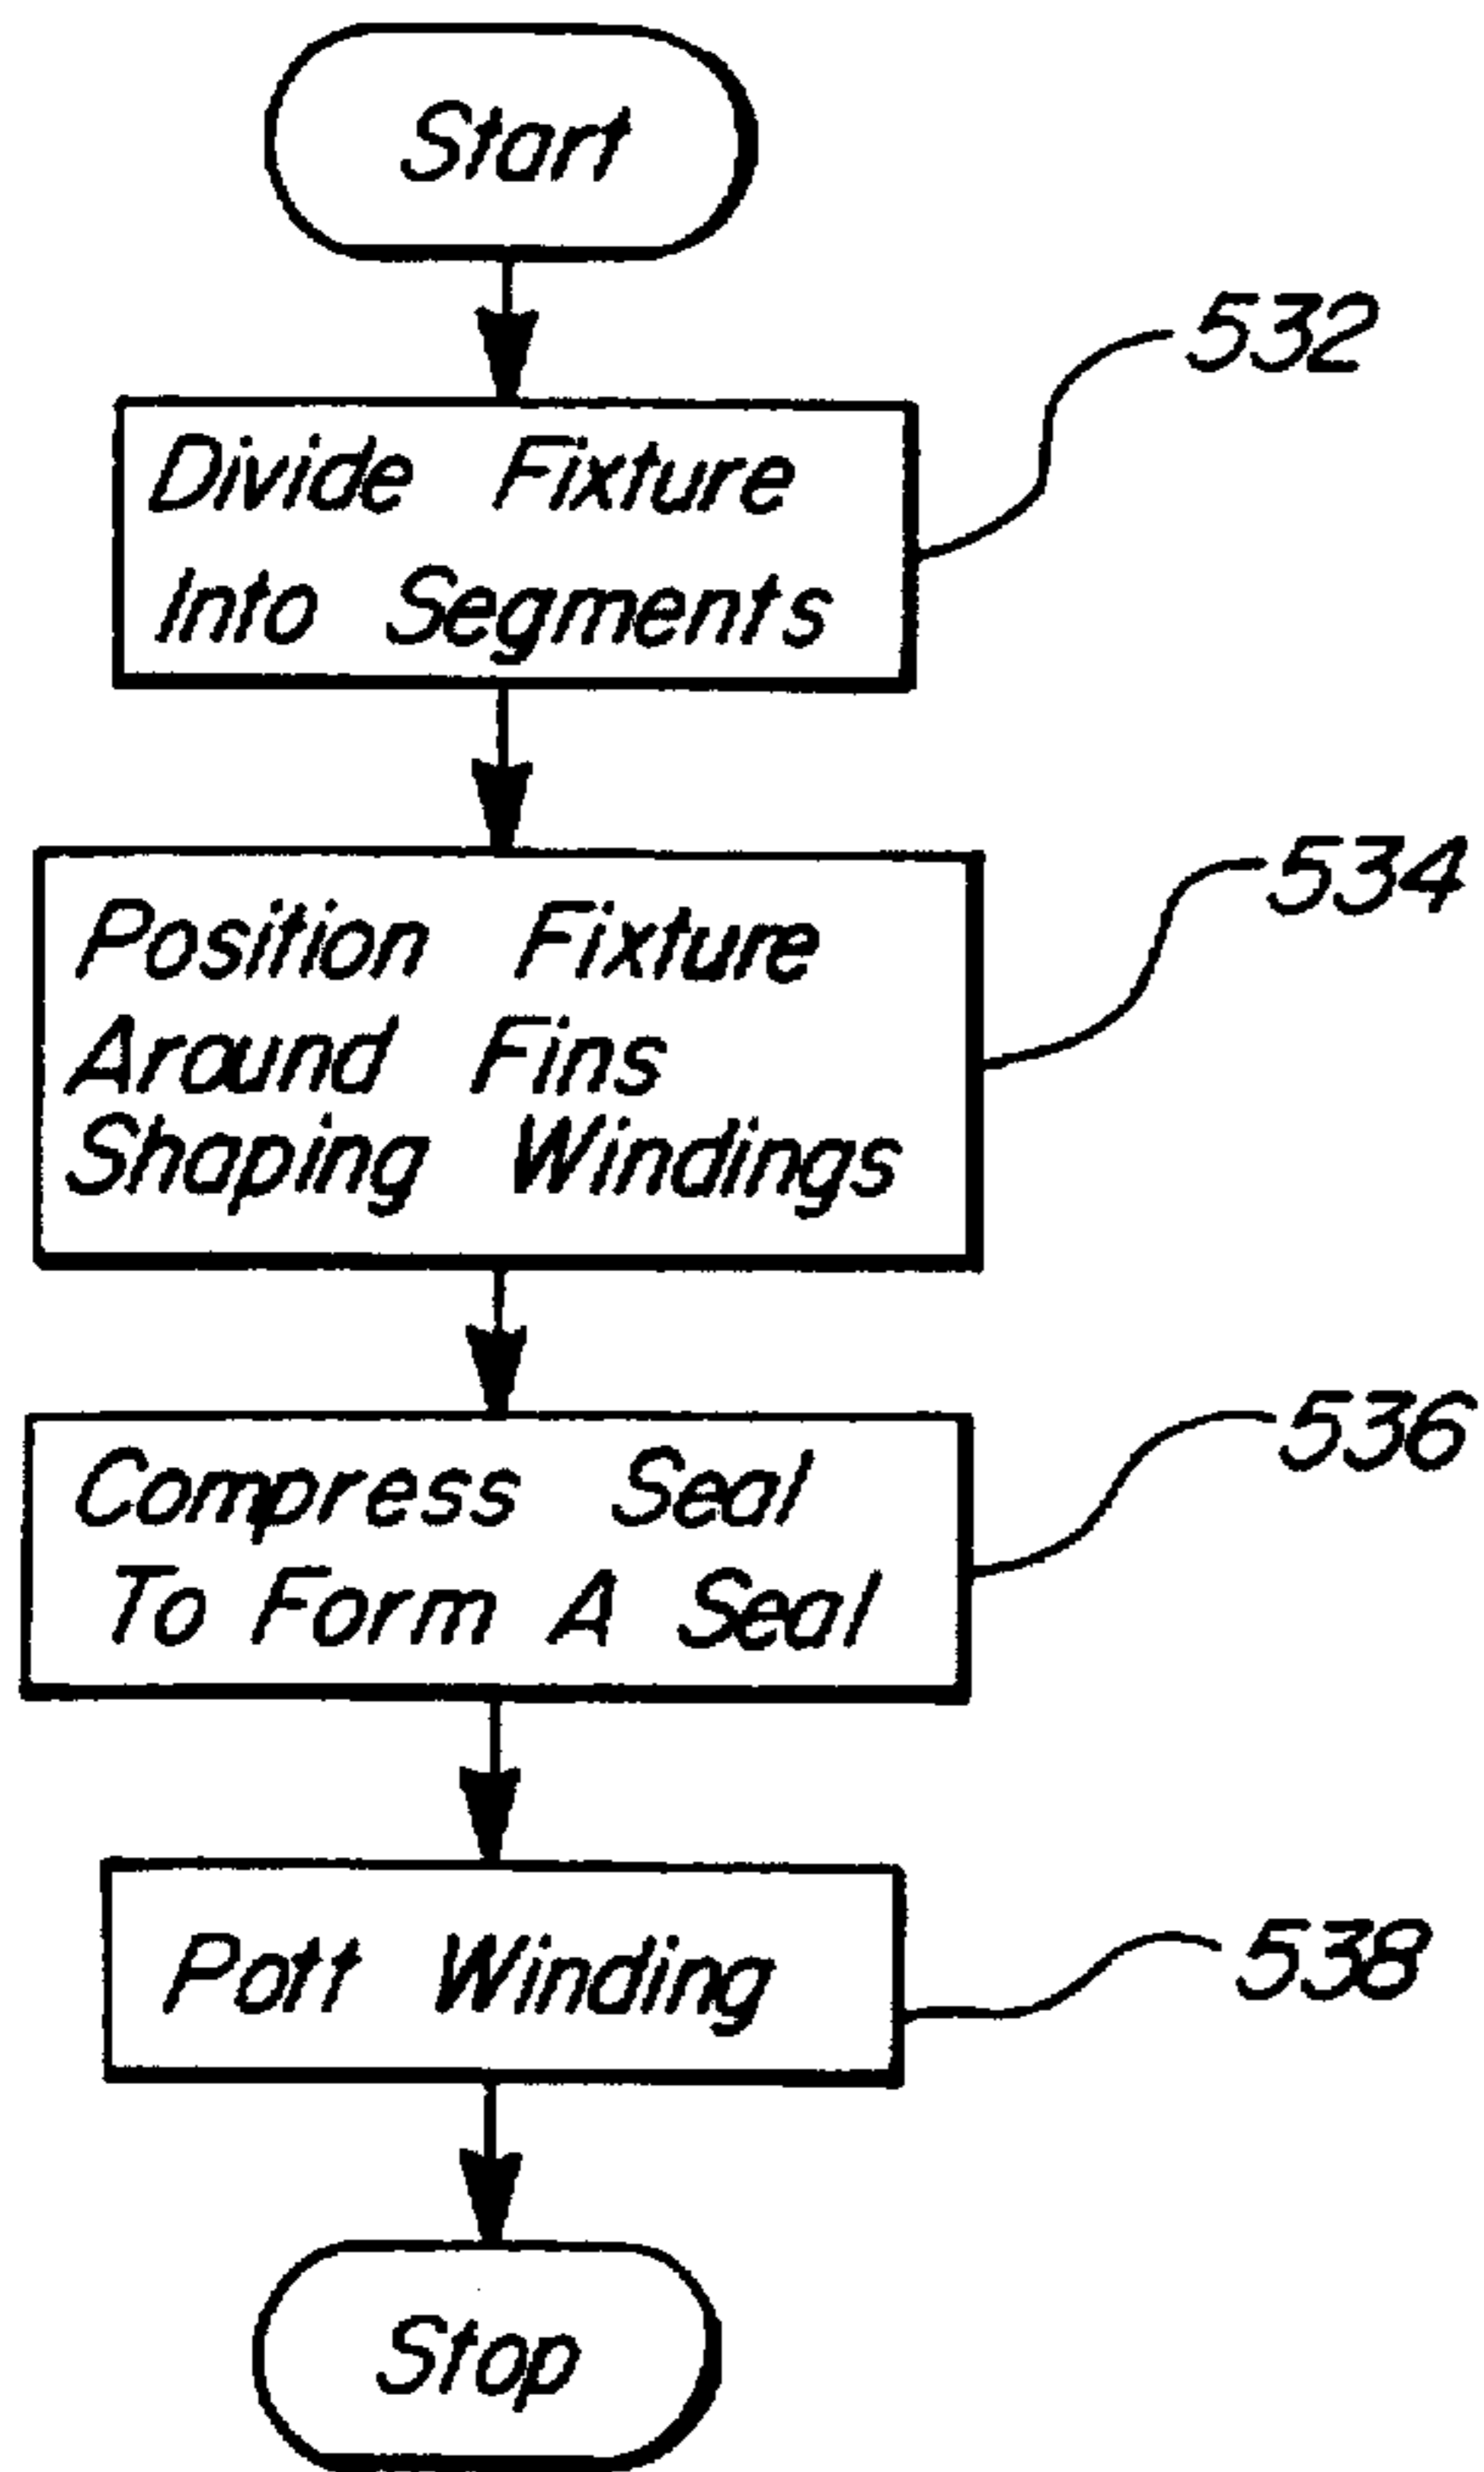 Start
532
Divide Fixture
Into Segments
534
Position Fixture
Around Fins
Shaping Windings
536
Compress Seal
To Form A Seal
Pott Winding
538
Stop